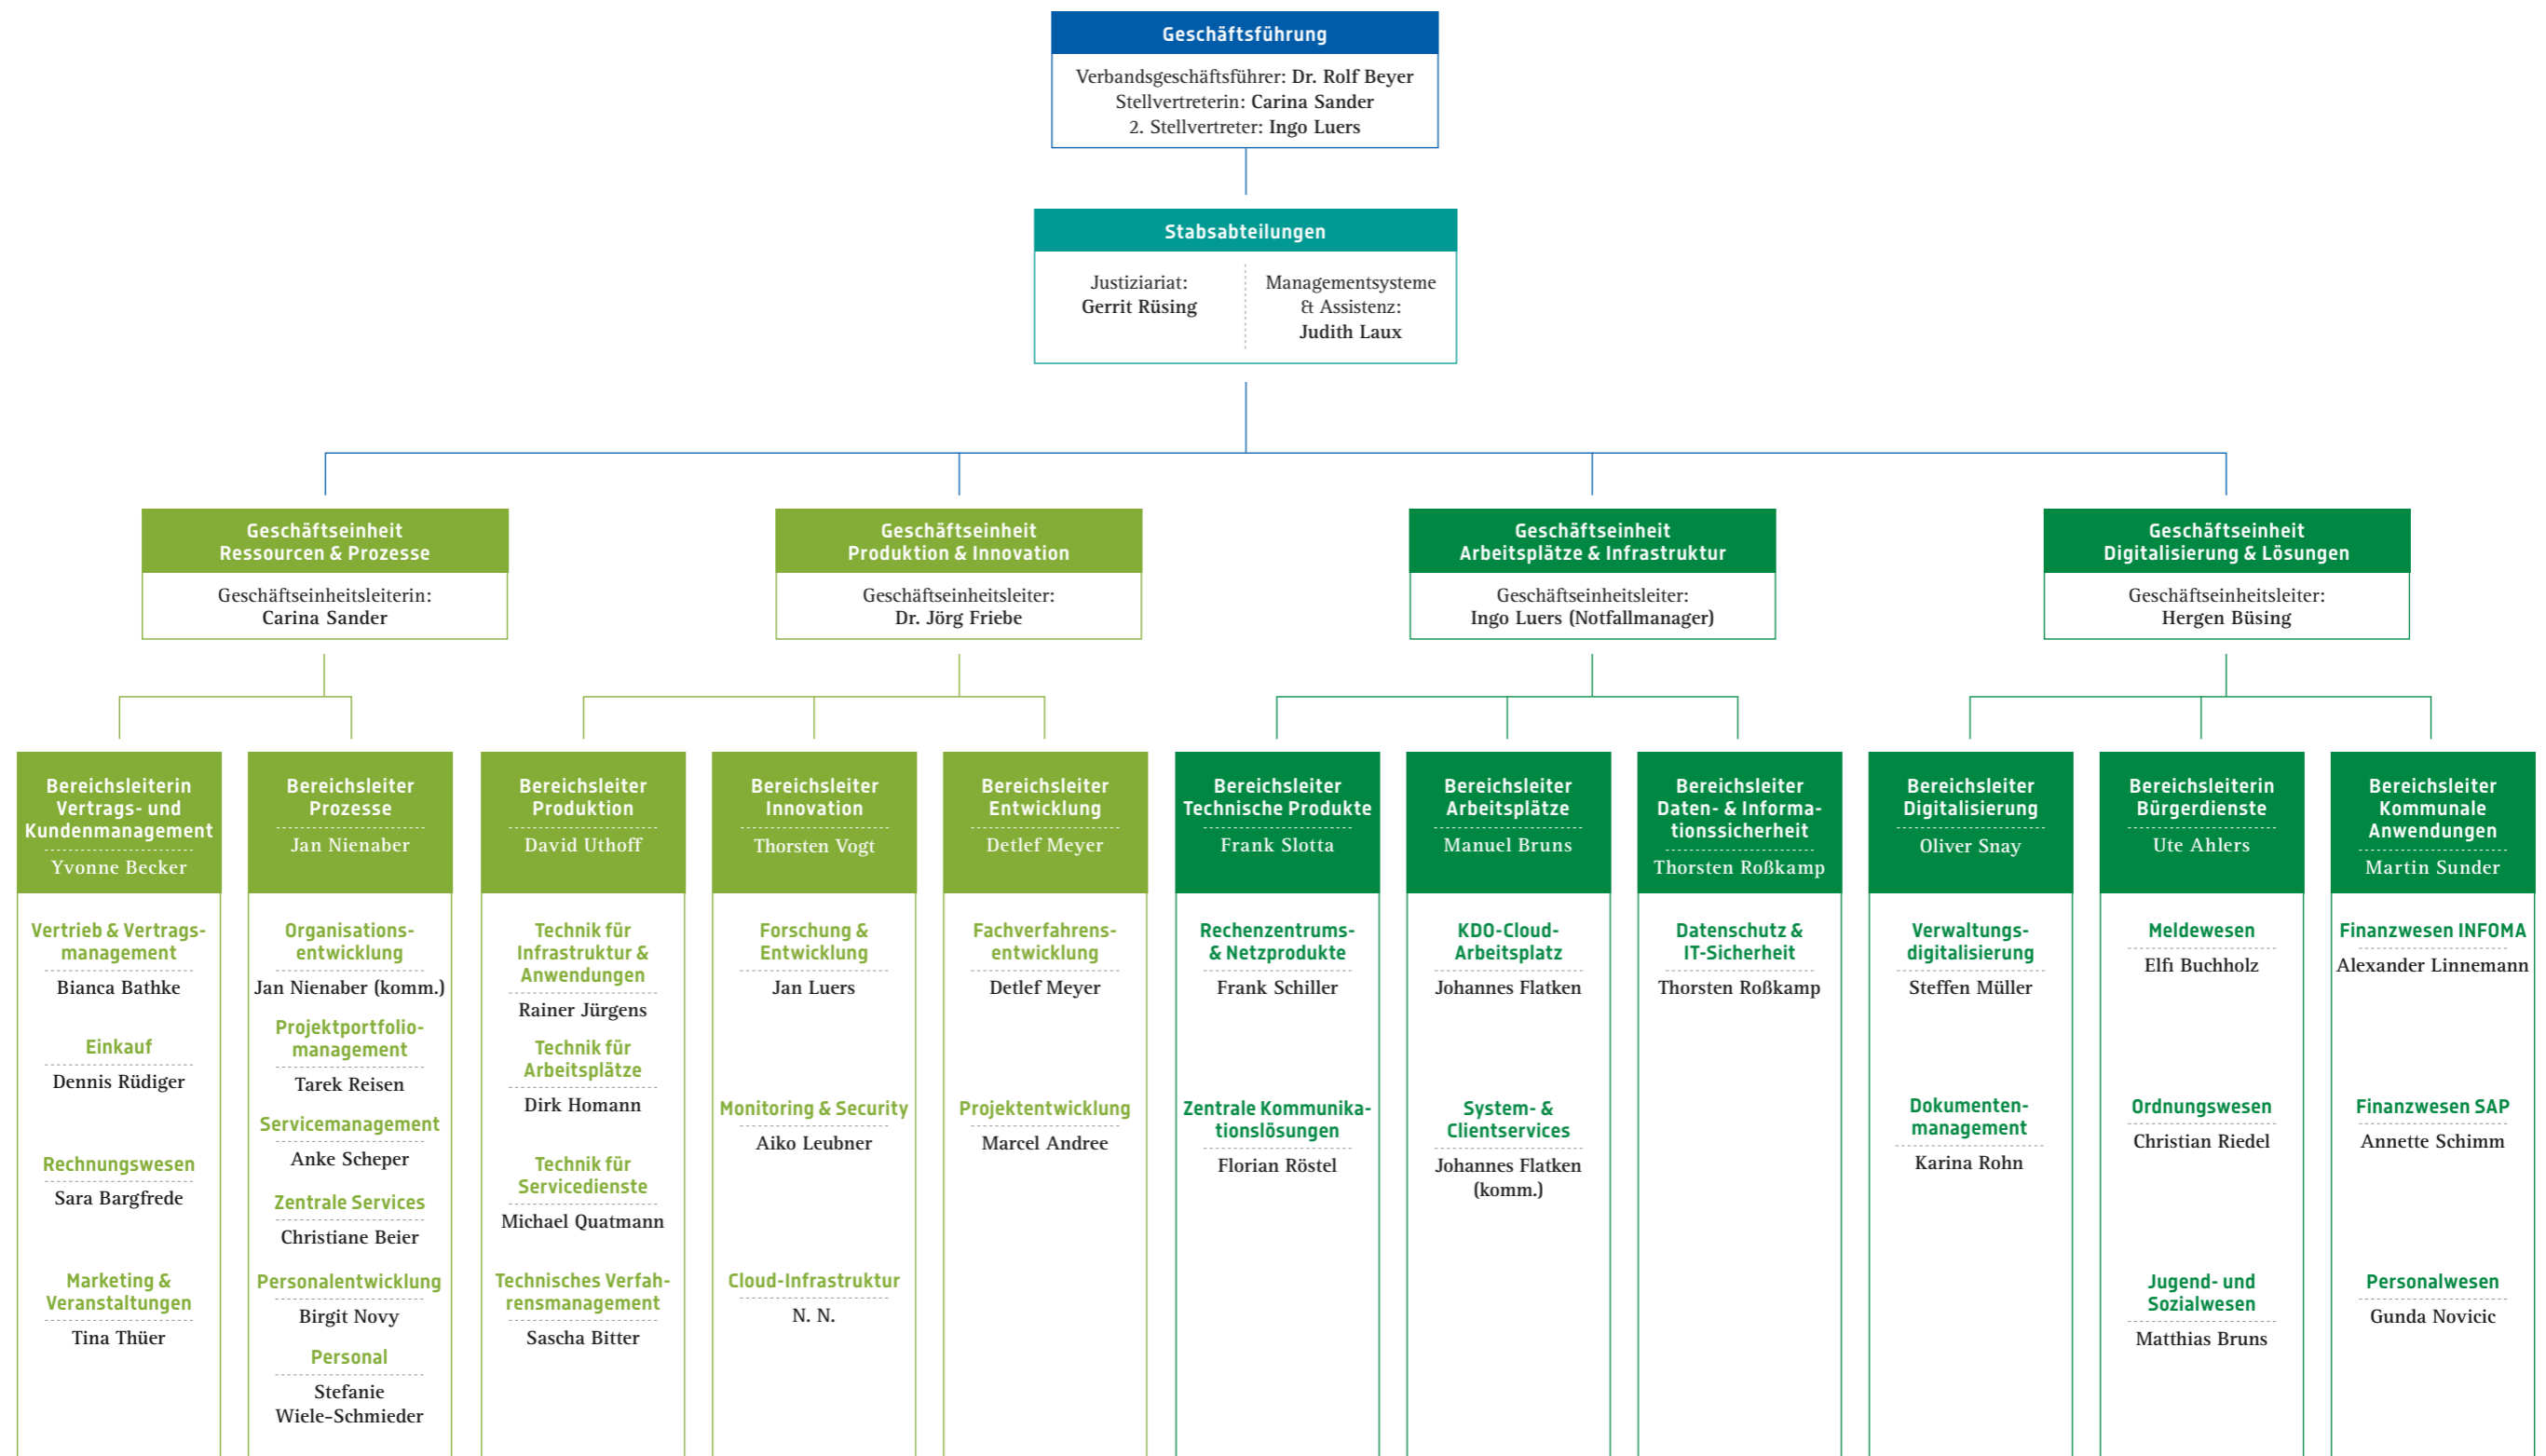 Geschäftsführung
Verbandsgeschäftsführer: Dr. Rolf Beyer
Stellvertreterin: Carina Sander
2. Stellvertreter: Ingo Luers
Stabsabteilungen
Justiziariat:
Gerrit Rüsing
Managementsysteme
& Assistenz:
Judith Laux
Geschäftseinheit
Ressourcen & Prozesse
Geschäftseinheitsleiterin:
Carina Sander
Geschäftseinheit
Produktion & Innovation
Geschäftseinheitsleiter:
Dr. Jörg Friebe
Geschäftseinheit
Arbeitsplätze & Infrastruktur
Geschäftseinheitsleiter:
Ingo Luers (Notfallmanager)
Geschäftseinheit
Digitalisierung & Lösungen
Geschäftseinheitsleiter:
Hergen Büsing
Bereichsleiterin
Vertrags- und
Kundenmanagement
Yvonne Becker
Vertrieb & Vertrags-
management
Bianca Bathke
Einkauf
Dennis Rüdiger
Rechnungswesen
Sara Bargfrede
Marketing &
Veranstaltungen
Tina Thüer
Bereichsleiter
Prozesse
Jan Nienaber
Organisations-
entwicklung
Jan Nienaber (komm.)
Projektportfolio-
management
Tarek Reisen
Servicemanagement
Anke Scheper
Zentrale Services
Christiane Beier
Personalentwicklung
Birgit Novy
Personal
Stefanie
Wiele-Schmieder
Bereichsleiter
Produktion
David Uthoff
Technik für
Infrastruktur &
Anwendungen
Rainer Jürgens
Technik für
Arbeitsplätze
Dirk Homann
Technik für
Servicedienste
Michael Quatmann
Technisches Verfah-
rensmanagement
Sascha Bitter
Bereichsleiter
Innovation
Thorsten Vogt
Forschung &
Entwicklung
Jan Luers
Monitoring & Security
Aiko Leubner
Cloud-Infrastruktur
N. N.
Bereichsleiter
Entwicklung
Detlef Meyer
Fachverfahrens-
entwicklung
Detlef Meyer
Projektentwicklung
Marcel Andree
Bereichsleiter
Technische Produkte
Frank Slotta
Rechenzentrums-
& Netzprodukte
Frank Schiller
Zentrale Kommunika-
tionslösungen
Florian Röstel
Bereichsleiter
Arbeitsplätze
Manuel Bruns
KDO-Cloud-
Arbeitsplatz
Johannes Flatken
System- &
Clientservices
Johannes Flatken
(komm.)
Bereichsleiter
Daten- & Informa-
tionssicherheit
Thorsten Roßkamp
Datenschutz &
IT-Sicherheit
Thorsten Roßkamp
Bereichsleiter
Digitalisierung
Oliver Snay
Verwaltungs-
digitalisierung
Steffen Müller
Dokumenten-
management
Karina Rohn
Bereichsleiterin
Bürgerdienste
Ute Ahlers
Meldewesen
Elfi Buchholz
Ordnungswesen
Christian Riedel
Jugend- und
Sozialwesen
Matthias Bruns
Bereichsleiter
Kommunale
Anwendungen
Martin Sunder
Finanzwesen INFOMA
Alexander Linnemann
Finanzwesen SAP
Annette Schimm
Personalwesen
Gunda Novicic